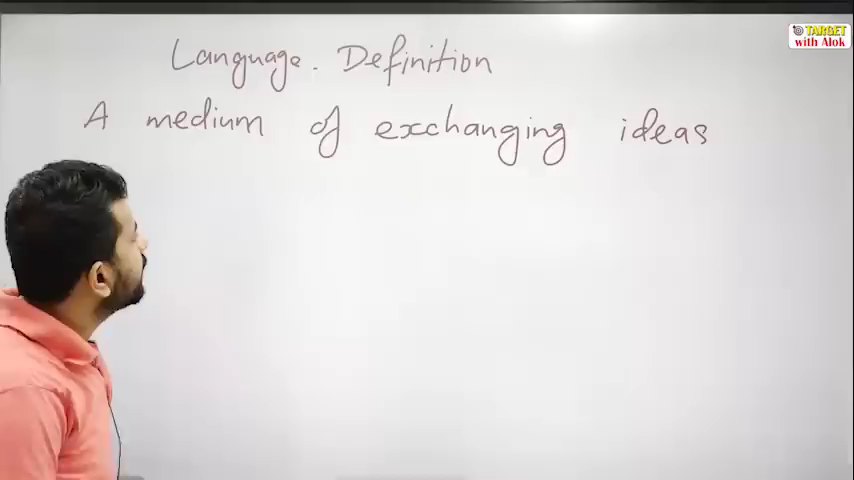 Language. Definition
A medium of exchanging ideas
TARGET
with Alok